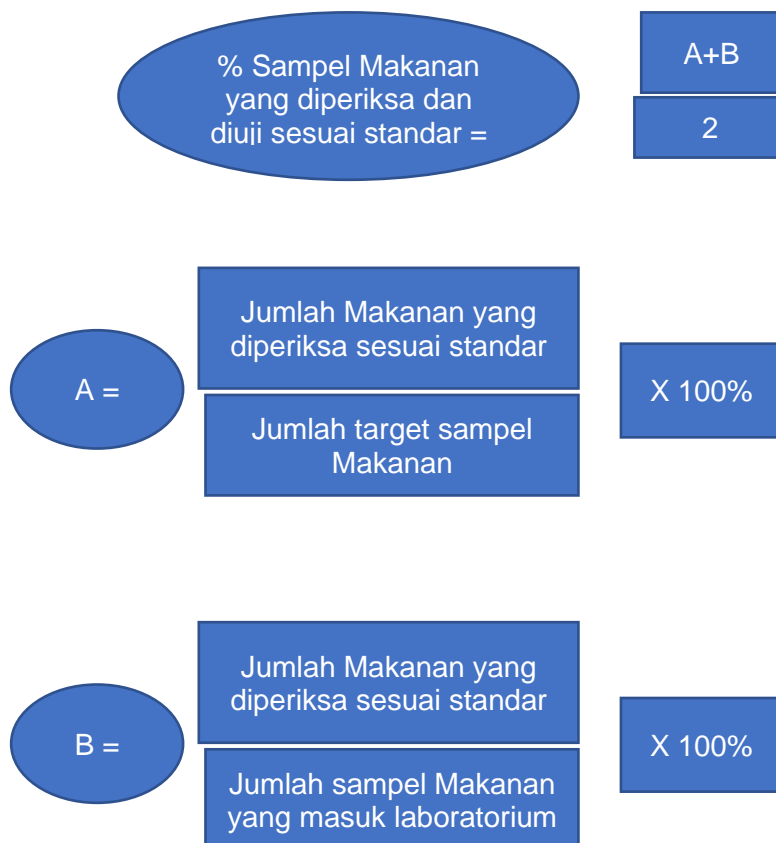 % Sampel Makanan
yang diperiksa dan
diuji sesuai standar =
A+B
2
Jumlah Makanan yang
diperiksa sesuai standar
A =
X 100%
Jumlah target sampel
Makanan
Jumlah Makanan yang
diperiksa sesuai standar
B =
X 100%
Jumlah sampel Makanan
yang masuk laboratorium